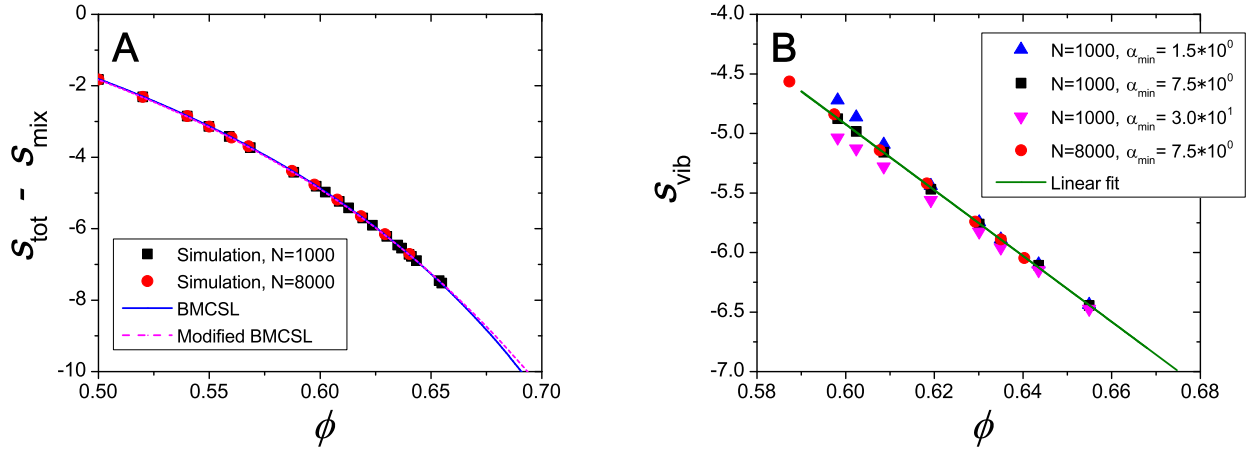 A
0
-2
-4
-6
-8
-10
0.50
0.55
0.60
0.65
0.70
S_tot - S_mix
ϕ
Simulation, N=1000
Simulation, N=8000
BMCSL
Modified BMCSL
B
-4.0
-4.5
-5.0
-5.5
-6.0
-6.5
-7.0
0.58
0.60
0.62
0.64
0.66
0.68
S_vib
ϕ
N=1000, α_min = 1.5*10^0
N=1000, α_min = 7.5*10^0
N=1000, α_min = 3.0*10^1
N=8000, α_min = 7.5*10^0
Linear fit